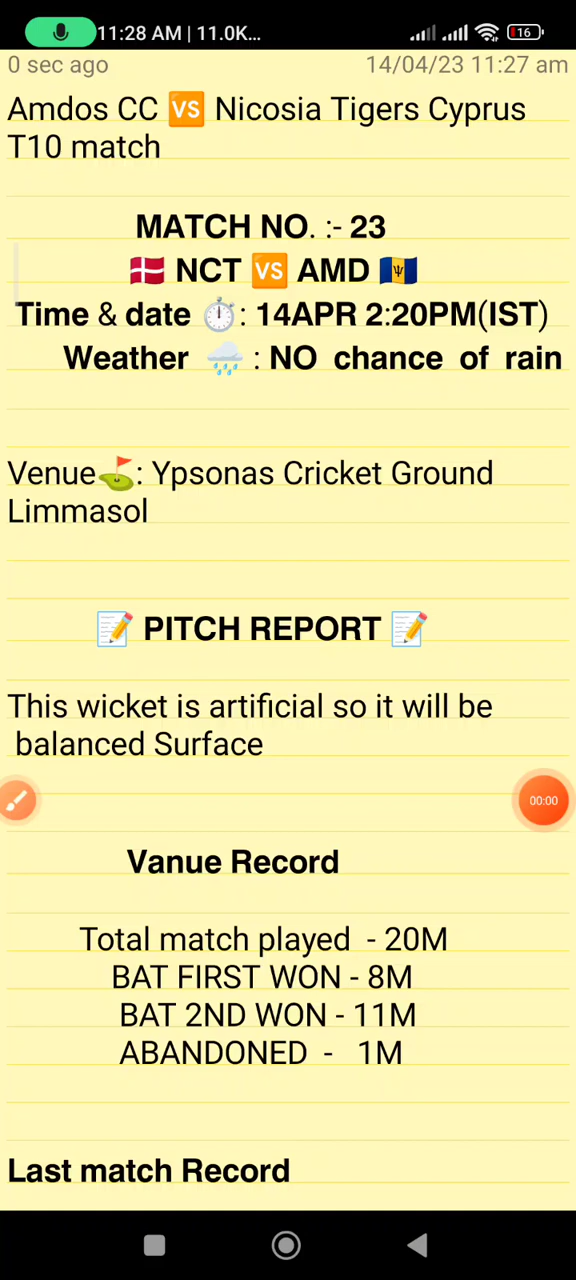 11:28 AM | 11.0K...
16
0 sec ago
14/04/23 11:27 am
Amdos CC 🆚 Nicosia Tigers Cyprus
T10 match
MATCH NO. :- 23
🇩🇰 NCT 🆚 AMD 🇧🇧
Time & date ⏱️: 14APR 2:20PM(IST)
Weather 🌧️ : NO chance of rain
Venue⛳: Ypsonas Cricket Ground
Limmasol
📝 PITCH REPORT 📝
This wicket is artificial so it will be
balanced Surface
00:00
Vanue Record
Total match played - 20M
BAT FIRST WON - 8M
BAT 2ND WON - 11M
ABANDONED - 1M
Last match Record